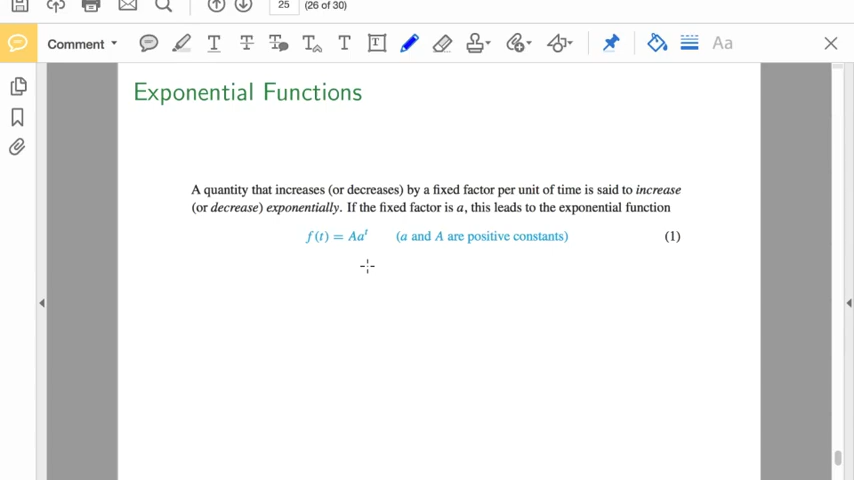 25 (26 of 30)
Comment
T T T T T T Aa
Exponential Functions
A quantity that increases (or decreases) by a fixed factor per unit of time is said to increase
(or decrease) exponentially. If the fixed factor is a, this leads to the exponential function
f(t) = Aaᵗ (a and A are positive constants) (1)